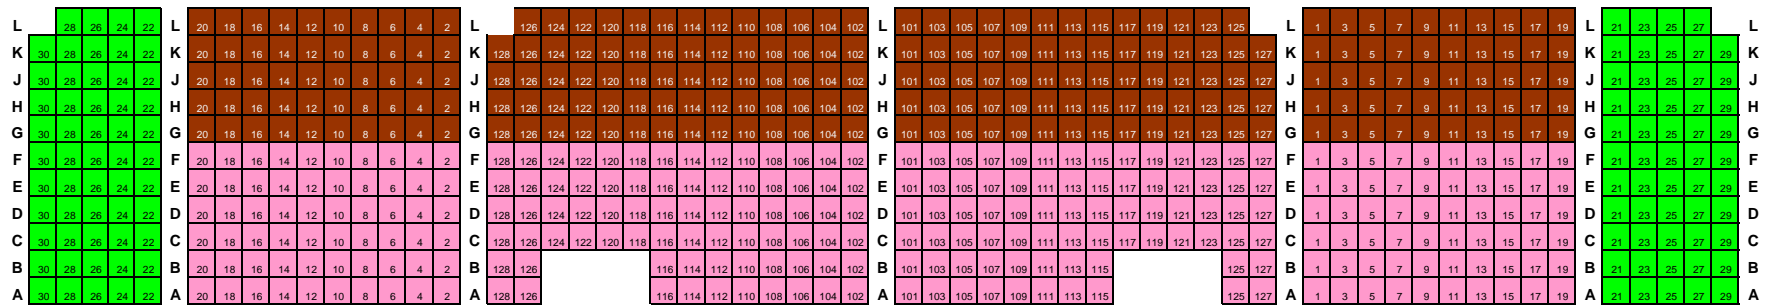 L 28 26 24 22 L 20 18 16 14 12 10 8 6 4 2 L 126 124 122 120 118 116 114 112 110 108 106 104 102 L 101 103 105 107 109 111 113 115 117 119 121 123 125 L 1 3 5 7 9 11 13 15 17 19 L 21 23 25 27 L
K 30 28 26 24 22 K 20 18 16 14 12 10 8 6 4 2 K 128 126 124 122 120 118 116 114 112 110 108 106 104 102 K 101 103 105 107 109 111 113 115 117 119 121 123 125 127 K 1 3 5 7 9 11 13 15 17 19 K 21 23 25 27 29 K
J 30 28 26 24 22 J 20 18 16 14 12 10 8 6 4 2 J 128 126 124 122 120 118 116 114 112 110 108 106 104 102 J 101 103 105 107 109 111 113 115 117 119 121 123 125 127 J 1 3 5 7 9 11 13 15 17 19 J 21 23 25 27 29 J
H 30 28 26 24 22 H 20 18 16 14 12 10 8 6 4 2 H 128 126 124 122 120 118 116 114 112 110 108 106 104 102 H 101 103 105 107 109 111 113 115 117 119 121 123 125 127 H 1 3 5 7 9 11 13 15 17 19 H 21 23 25 27 29 H
G 30 28 26 24 22 G 20 18 16 14 12 10 8 6 4 2 G 128 126 124 122 120 118 116 114 112 110 108 106 104 102 G 101 103 105 107 109 111 113 115 117 119 121 123 125 127 G 1 3 5 7 9 11 13 15 17 19 G 21 23 25 27 29 G
F 30 28 26 24 22 F 20 18 16 14 12 10 8 6 4 2 F 128 126 124 122 120 118 116 114 112 110 108 106 104 102 F 101 103 105 107 109 111 113 115 117 119 121 123 125 127 F 1 3 5 7 9 11 13 15 17 19 F 21 23 25 27 29 F
E 30 28 26 24 22 E 20 18 16 14 12 10 8 6 4 2 E 128 126 124 122 120 118 116 114 112 110 108 106 104 102 E 101 103 105 107 109 111 113 115 117 119 121 123 125 127 E 1 3 5 7 9 11 13 15 17 19 E 21 23 25 27 29 E
D 30 28 26 24 22 D 20 18 16 14 12 10 8 6 4 2 D 128 126 124 122 120 118 116 114 112 110 108 106 104 102 D 101 103 105 107 109 111 113 115 117 119 121 123 125 127 D 1 3 5 7 9 11 13 15 17 19 D 21 23 25 27 29 D
C 30 28 26 24 22 C 20 18 16 14 12 10 8 6 4 2 C 128 126 124 122 120 118 116 114 112 110 108 106 104 102 C 101 103 105 107 109 111 113 115 117 119 121 123 125 127 C 1 3 5 7 9 11 13 15 17 19 C 21 23 25 27 29 C
B 30 28 26 24 22 B 20 18 16 14 12 10 8 6 4 2 B 128 126 116 114 112 110 108 106 104 102 B 101 103 105 107 109 111 113 115 125 127 B 1 3 5 7 9 11 13 15 17 19 B 21 23 25 27 29 B
A 30 28 26 24 22 A 20 18 16 14 12 10 8 6 4 2 A 128 126 116 114 112 110 108 106 104 102 A 101 103 105 107 109 111 113 115 125 127 A 1 3 5 7 9 11 13 15 17 19 A 21 23 25 27 29 A